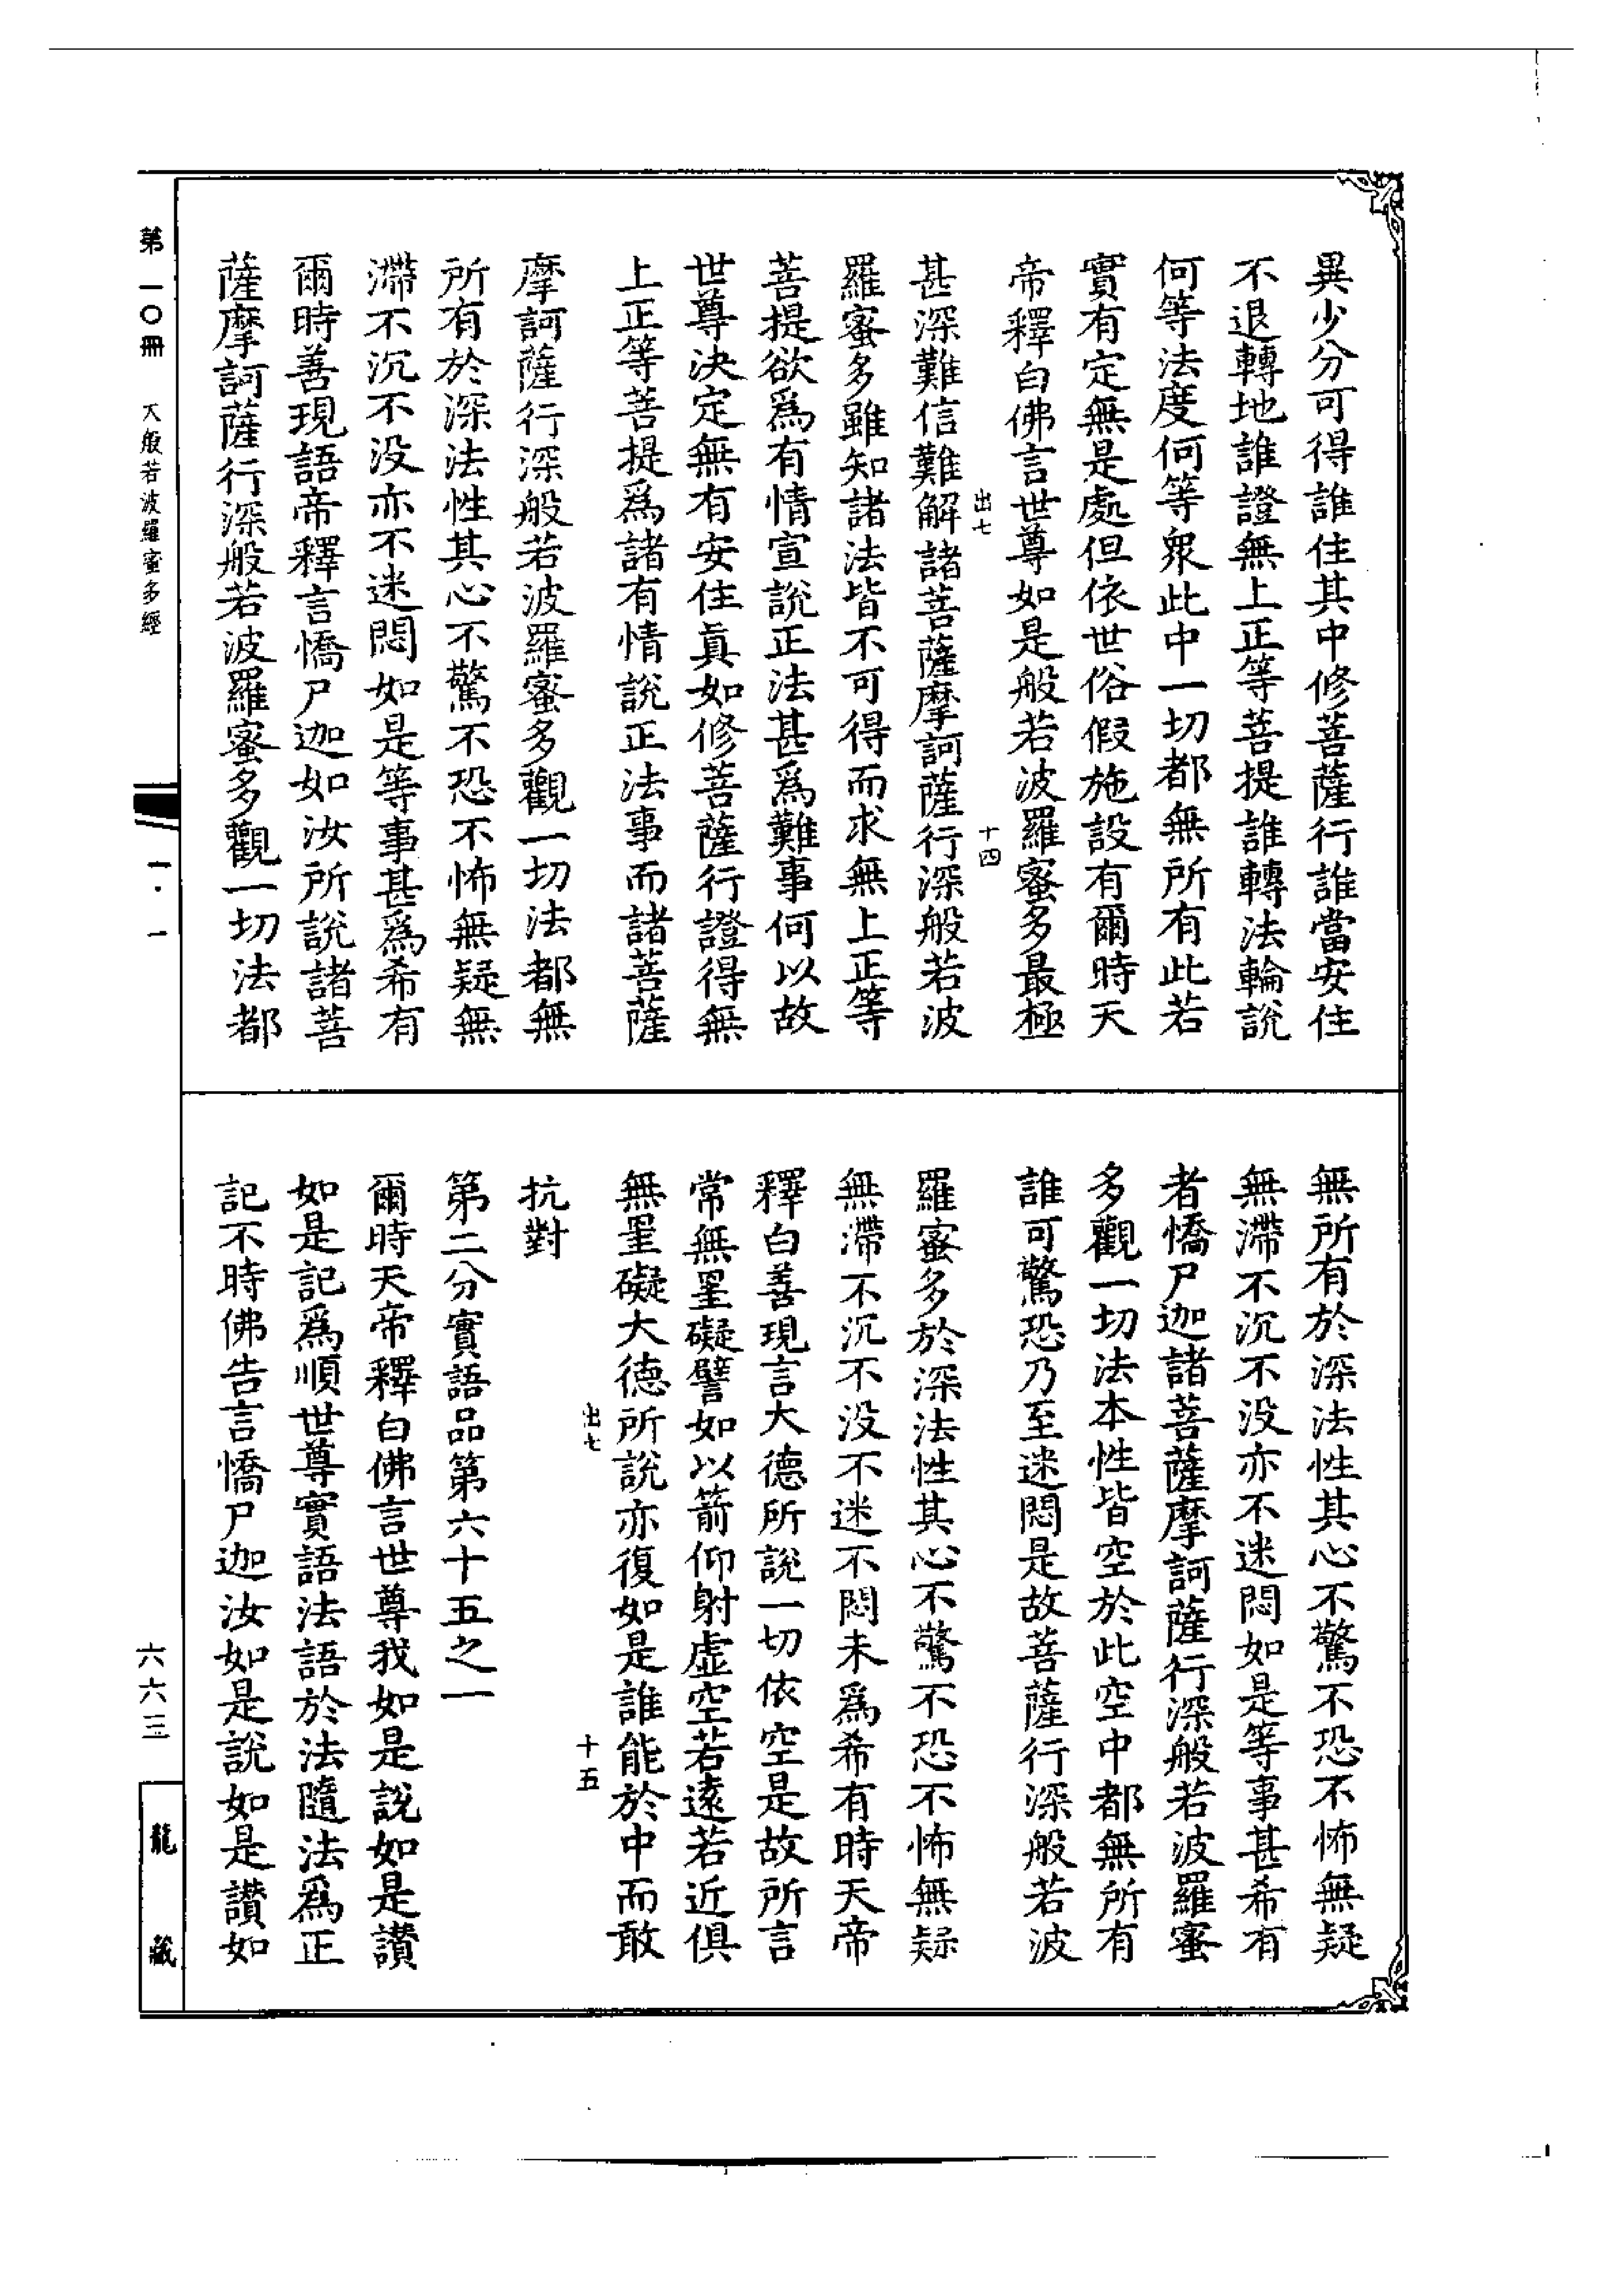 異少分可得誰住其中修菩薩行誰當安住
不退轉地誰證無上正等菩提誰轉法輪說
何等法度何等衆此中一切都無所有此若
實有定無是處但依世俗假施設有爾時天
帝釋白佛言世尊如是般若波羅蜜多最極
出七
十四
甚深難信難解諸菩薩摩訶薩行深般若波
羅蜜多雖知諸法皆不可得而求無上正等
菩提欲爲有情宣說正法甚爲難事何以故
世尊決定無有安住真如修菩薩行證得無
上正等菩提爲諸有情說正法事而諸菩薩
摩訶薩行深般若波羅蜜多觀一切法都無
所有於深法性其心不驚不恐不怖無疑無
滯不沉不没亦不迷悶如是等事甚爲希有
爾時善現語帝釋言憍尸迦如汝所說諸菩
薩摩訶薩行深般若波羅蜜多觀一切法都
無所有於深法性其心不驚不恐不怖無疑
無滯不沉不没亦不迷悶如是等事甚希有
者憍尸迦諸菩薩摩訶薩行深般若波羅蜜
多觀一切法本性皆空於此空中都無所有
誰可驚恐乃至迷悶是故菩薩行深般若波
羅蜜多於深法性其心不驚不恐不怖無疑
無滯不沉不没不迷不悶未爲希有時天帝
釋白善現言大德所說一切依空是故所言
常無罣礙譬如以箭仰射虛空若遠若近俱
無罣礙大德所說亦復如是誰能於中而敢
出七
十五
抗對
第二分實語品第六十五之一
爾時天帝釋白佛言世尊我如是說如是讚
如是記爲順世尊實語法語於法隨法爲正
記不時佛告言憍尸迦汝如是說如是讚如
第一〇冊 大般若波羅蜜多經
一·一
六六三
龍藏